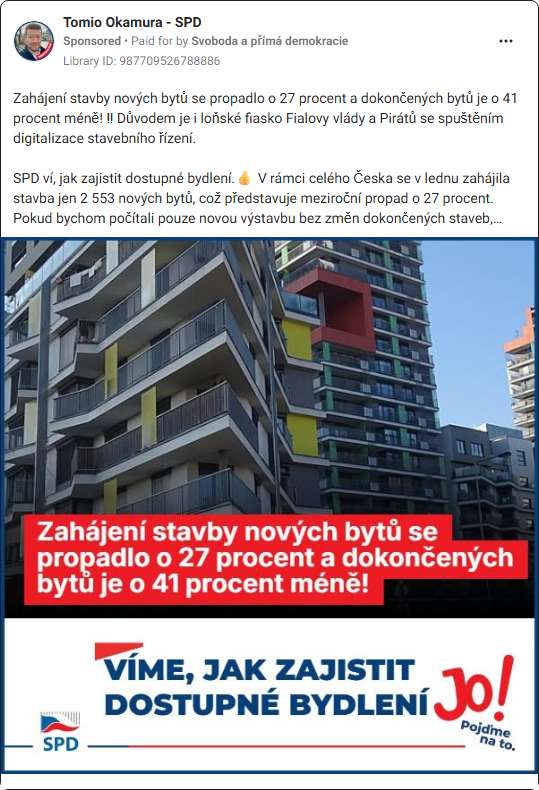 Tomio Okamura - SPD
Sponsored • Paid for by Svoboda a přímá demokracie
Library ID: 987709526788886
Zahájení stavby nových bytů se propadlo o 27 procent a dokončených bytů je o 41
procent méně! ‼ Důvodem je i loňské fiasko Fialovy vlády a Pirátů se spuštěním
digitalizace stavebního řízení.
SPD ví, jak zajistit dostupné bydlení.👍 V rámci celého Česka se v lednu zahájila
stavba jen 2 553 nových bytů, což představuje meziroční propad o 27 procent.
Pokud bychom počítali pouze novou výstavbu bez změn dokončených staveb,...
Zahájení stavby nových bytů se
propadlo o 27 procent a dokončených
bytů je o 41 procent méně!
VÍME, JAK ZAJISTIT
DOSTUPNÉ BYDLENÍ
Jo!
Pojďme
na to.
SPD